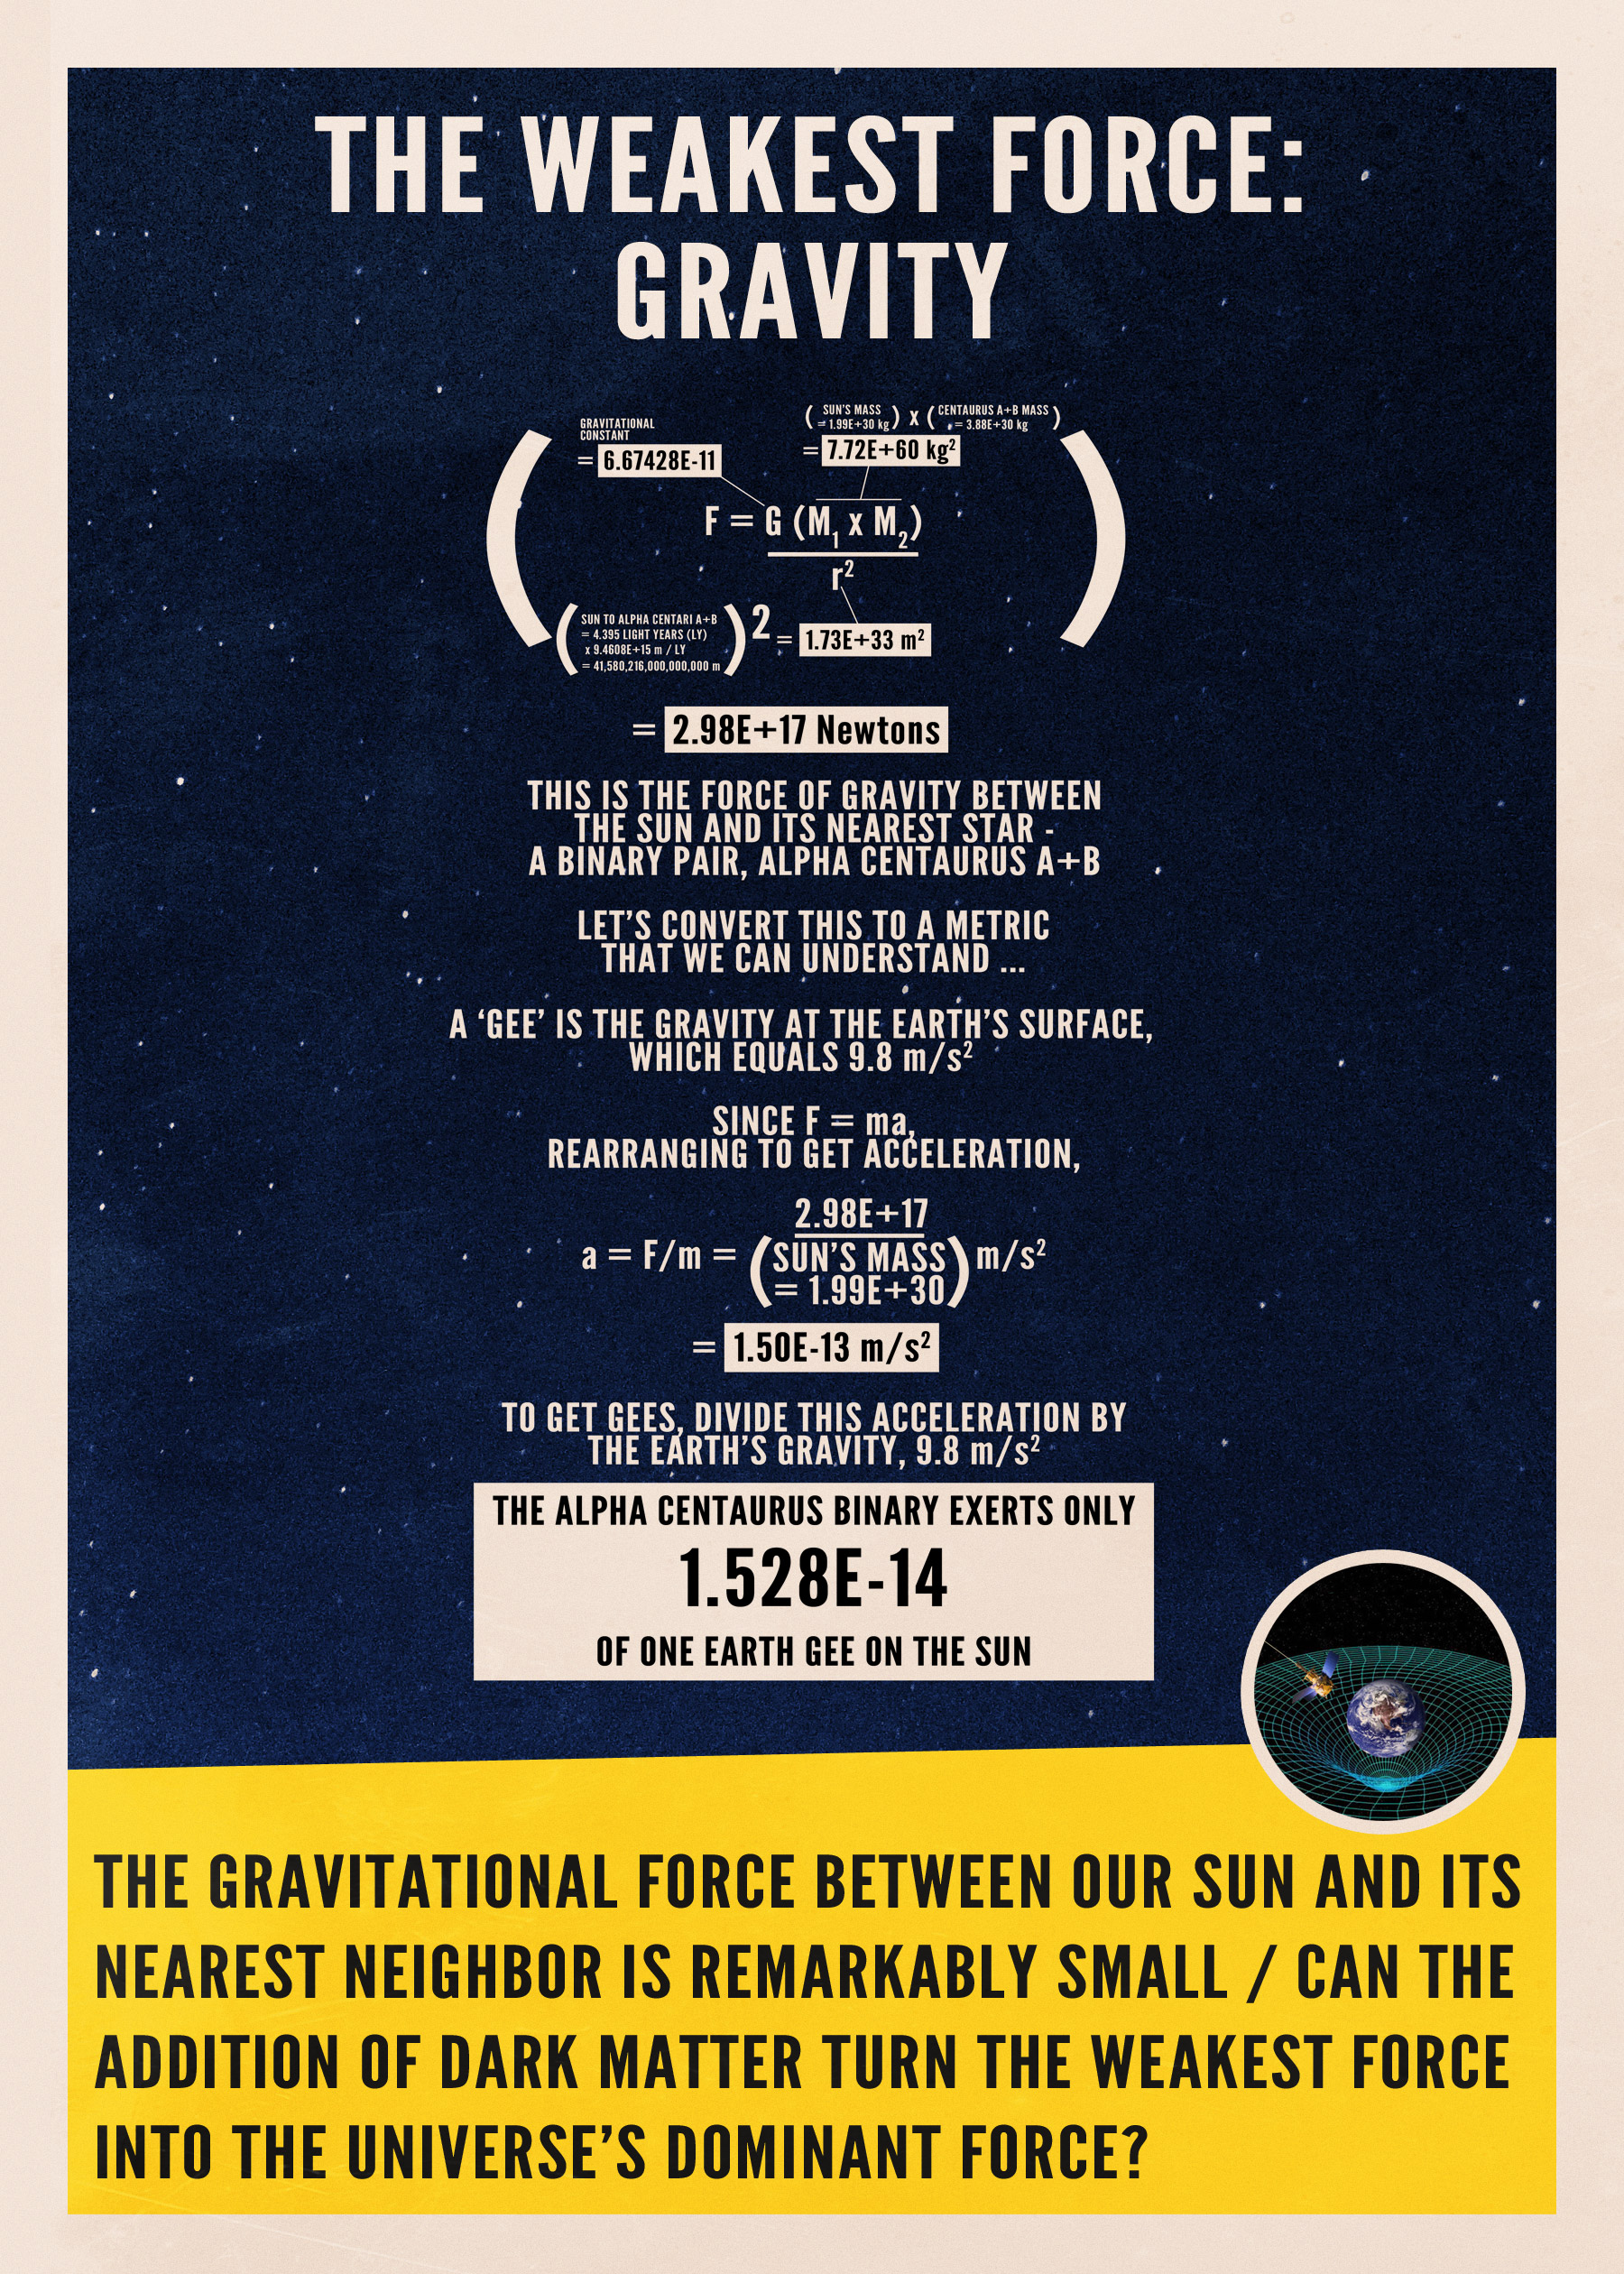 THE WEAKEST FORCE:
GRAVITY
GRAVITATIONAL
CONSTANT
= 6.67428E-11
( SUN'S MASS = 1.99E+30 kg ) X ( CENTAURUS A+B MASS = 3.88E+30 kg )
= 7.72E+60 kg²
F = G (M₁ x M₂)
r²
( SUN TO ALPHA CENTARI A+B
= 4.395 LIGHT YEARS (LY)
x 9.4608E+15 m / LY
= 41,580,216,000,000,000 m )² = 1.73E+33 m²
= 2.98E+17 Newtons
THIS IS THE FORCE OF GRAVITY BETWEEN
THE SUN AND ITS NEAREST STAR -
A BINARY PAIR, ALPHA CENTAURUS A+B
LET'S CONVERT THIS TO A METRIC
THAT WE CAN UNDERSTAND ...
A ‘GEE’ IS THE GRAVITY AT THE EARTH’S SURFACE,
WHICH EQUALS 9.8 m/s²
SINCE F = ma,
REARRANGING TO GET ACCELERATION,
2.98E+17
a = F/m = (SUN'S MASS = 1.99E+30) m/s²
= 1.50E-13 m/s²
TO GET GEES, DIVIDE THIS ACCELERATION BY
THE EARTH'S GRAVITY, 9.8 m/s²
THE ALPHA CENTAURUS BINARY EXERTS ONLY
1.528E-14
OF ONE EARTH GEE ON THE SUN
THE GRAVITATIONAL FORCE BETWEEN OUR SUN AND ITS
NEAREST NEIGHBOR IS REMARKABLY SMALL / CAN THE
ADDITION OF DARK MATTER TURN THE WEAKEST FORCE
INTO THE UNIVERSE'S DOMINANT FORCE?